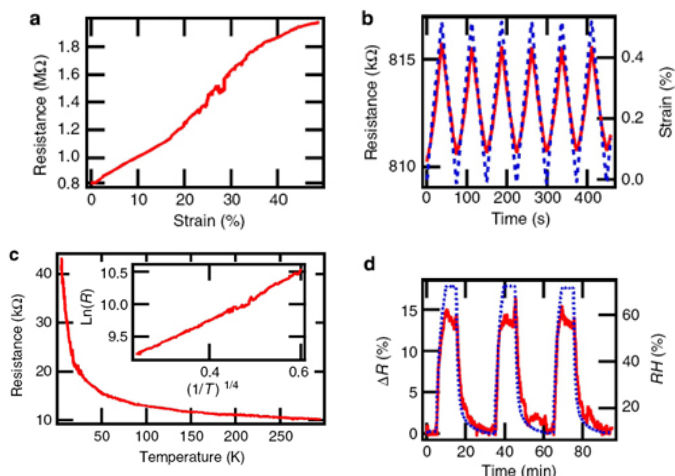 a
Resistance (MΩ)
1.8
1.6
1.4
1.2
1.0
0.8
0 10 20 30 40
Strain (%)
b
Resistance (kΩ)
815
810
0.4
0.2
0.0
Strain (%)
0 100 200 300 400
Time (s)
c
Resistance (kΩ)
40
30
20
10
Ln(R)
10.5
10.0
9.5
0.4 0.6
(1/T) 1/4
50 100 150 200 250
Temperature (K)
d
ΔR (%)
15
10
5
0
60
40
20
RH (%)
0 20 40 60 80
Time (min)